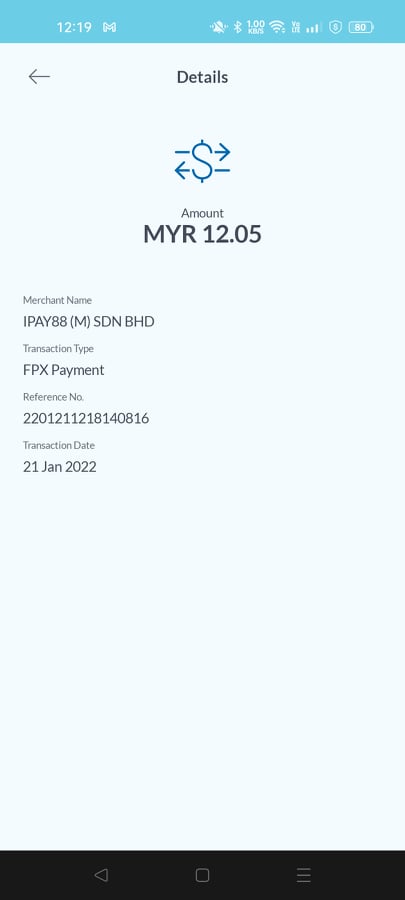 12:19
1.00
KB/S
Vo
LTE
80
Details
Amount
MYR 12.05
Merchant Name
IPAY88 (M) SDN BHD
Transaction Type
FPX Payment
Reference No.
2201211218140816
Transaction Date
21 Jan 2022